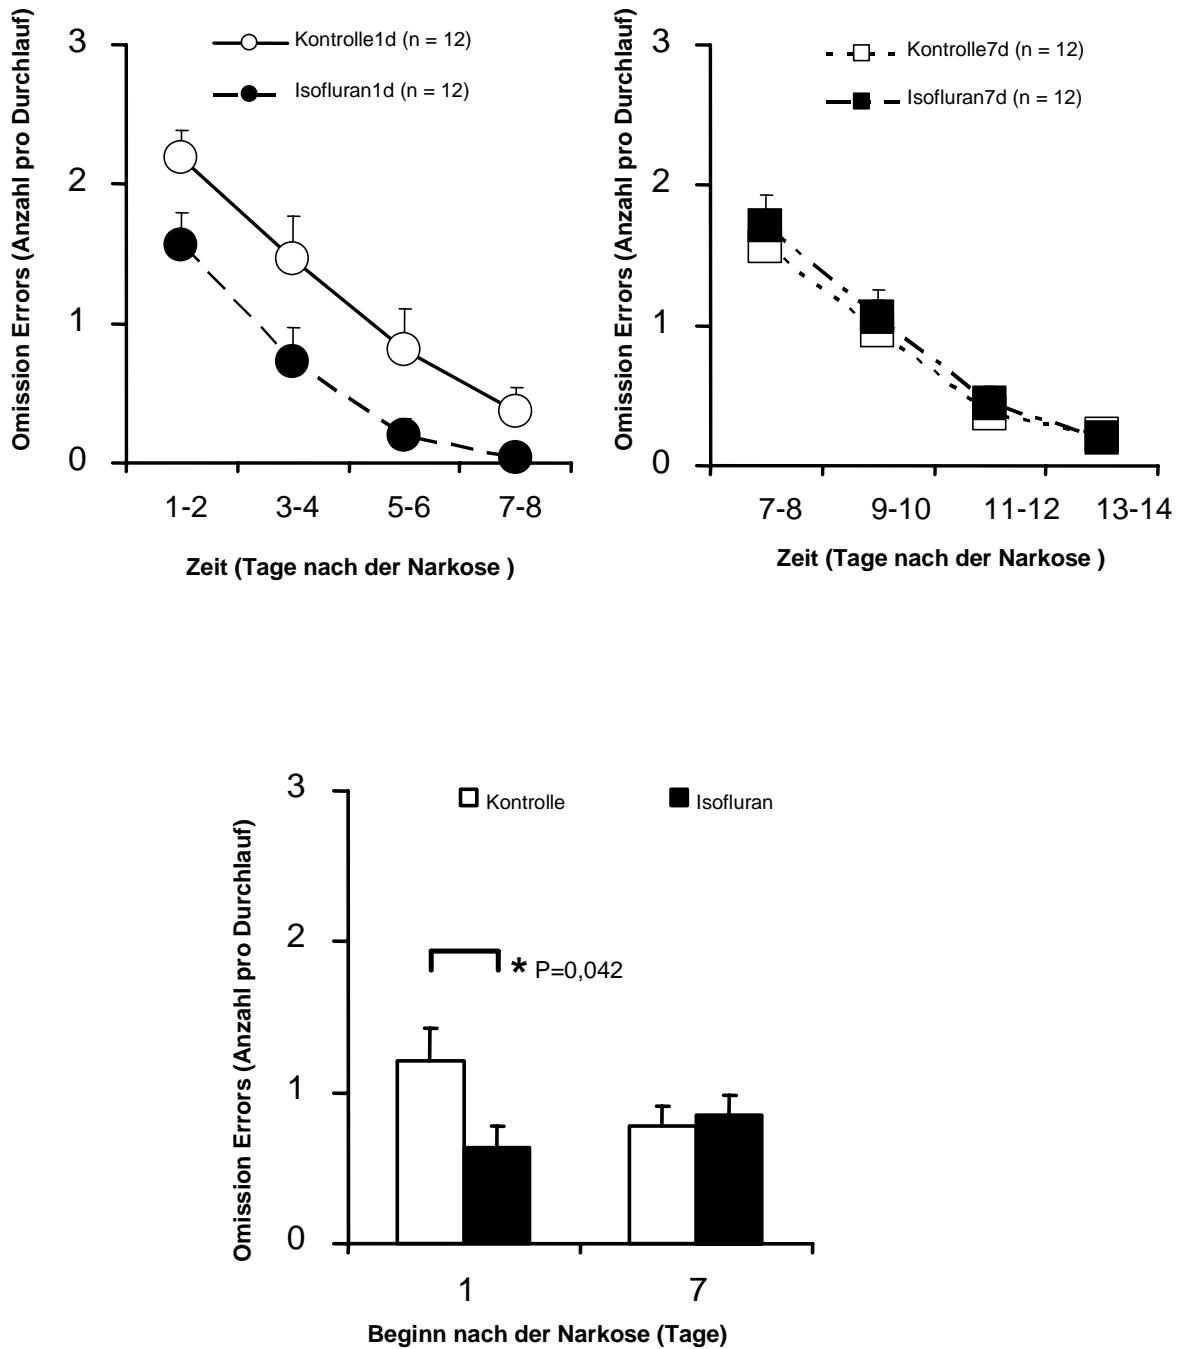 Kontrolle1d (n = 12)
Isofluran1d (n = 12)
Omission Errors (Anzahl pro Durchlauf)
3
2
1
0
1-2 3-4 5-6 7-8
Zeit (Tage nach der Narkose )
Kontrolle7d (n = 12)
Isofluran7d (n = 12)
Omission Errors (Anzahl pro Durchlauf)
3
2
1
0
7-8 9-10 11-12 13-14
Zeit (Tage nach der Narkose )
Kontrolle Isofluran
Omission Errors (Anzahl pro Durchlauf)
3
2
1
0
* P=0,042
1 7
Beginn nach der Narkose (Tage)